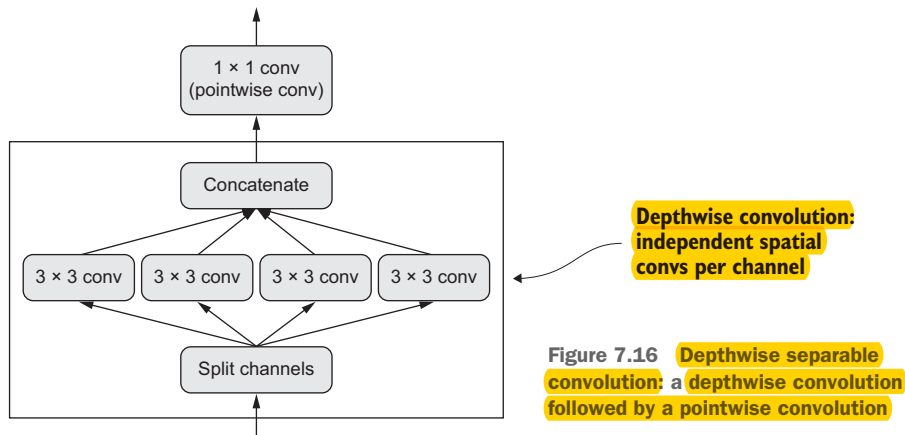 1 × 1 conv
(pointwise conv)
Concatenate
3 × 3 conv
3 × 3 conv
3 × 3 conv
3 × 3 conv
Split channels
Depthwise convolution:
independent spatial
convs per channel
Figure 7.16 Depthwise separable
convolution: a depthwise convolution
followed by a pointwise convolution